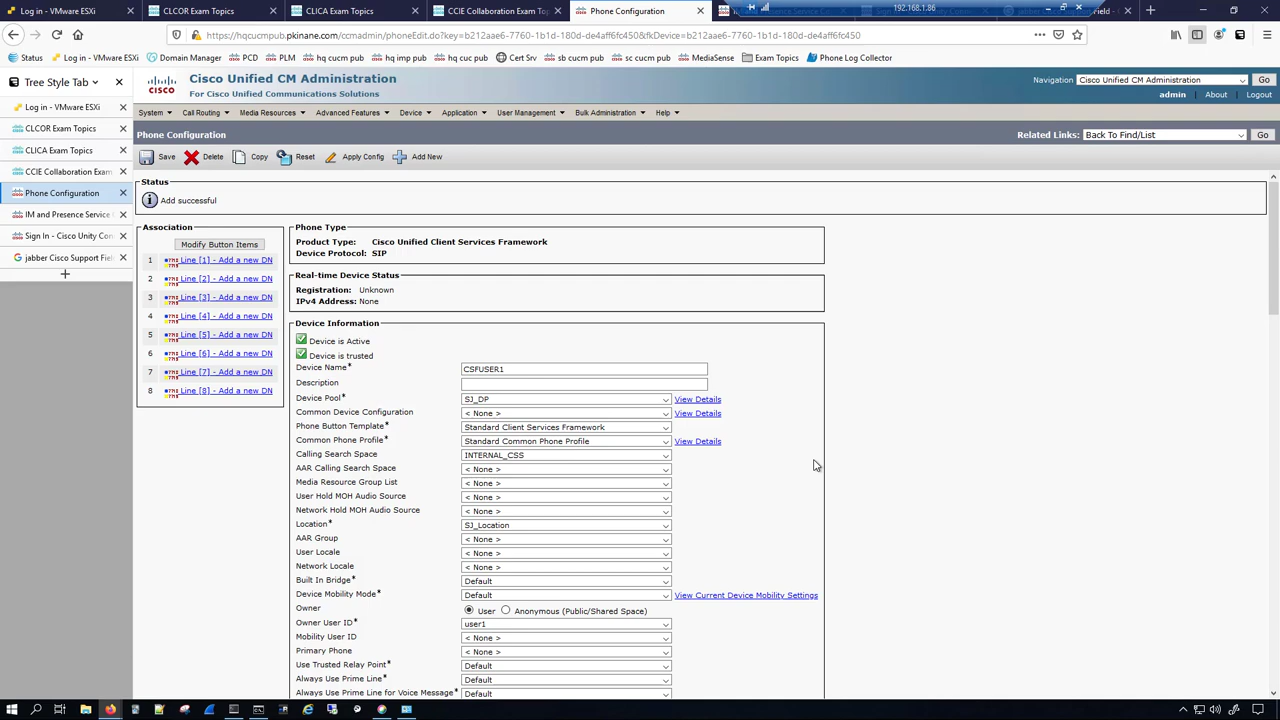 192.168.1.86
Log in - VMware ESXi
CLCOR Exam Topics
CLICA Exam Topics
CCIE Collaboration Exam Top
Phone Configuration
https://hqcucmpub.pkinane.com/ccmadmin/phoneEdit.do?key=b212aae6-7760-1b1d-180d-de4aff6fc450&fkDevice=b212aae6-7760-1b1d-180d-de4aff6fc450
Status
Log in - VMware ESXi
Domain Manager
PCD
PLM
hq cucm pub
hq imp pub
hq cuc pub
Cert Srv
sb cucm pub
sc cucm pub
MediaSense
Exam Topics
Phone Log Collector
Tree Style Tab
Log in - VMware ESXi
CLCOR Exam Topics
CLICA Exam Topics
CCIE Collaboration Exam
Phone Configuration
IM and Presence Service
Sign In - Cisco Unity Con
jabber Cisco Support Fiel
CISCO
Cisco Unified CM Administration
For Cisco Unified Communications Solutions
Navigation Cisco Unified CM Administration Go
admin About Logout
System Call Routing Media Resources Advanced Features Device Application User Management Bulk Administration Help
Phone Configuration
Related Links: Back To Find/List Go
Save Delete Copy Reset Apply Config Add New
Status
Add successful
Association
Modify Button Items
1 Line [1] - Add a new DN
2 Line [2] - Add a new DN
3 Line [3] - Add a new DN
4 Line [4] - Add a new DN
5 Line [5] - Add a new DN
6 Line [6] - Add a new DN
7 Line [7] - Add a new DN
8 Line [8] - Add a new DN
Phone Type
Product Type: Cisco Unified Client Services Framework
Device Protocol: SIP
Real-time Device Status
Registration: Unknown
IPv4 Address: None
Device Information
Device is Active
Device is trusted
Device Name* CSFUSER1
Description
Device Pool* SJ_DP View Details
Common Device Configuration < None > View Details
Phone Button Template* Standard Client Services Framework
Common Phone Profile* Standard Common Phone Profile View Details
Calling Search Space INTERNAL_CSS
AAR Calling Search Space < None >
Media Resource Group List < None >
User Hold MOH Audio Source < None >
Network Hold MOH Audio Source < None >
Location* SJ_Location
AAR Group < None >
User Locale < None >
Network Locale < None >
Built In Bridge* Default
Device Mobility Mode* Default View Current Device Mobility Settings
Owner User Anonymous (Public/Shared Space)
Owner User ID* user1
Mobility User ID < None >
Primary Phone < None >
Use Trusted Relay Point* Default
Always Use Prime Line* Default
Always Use Prime Line for Voice Message* Default